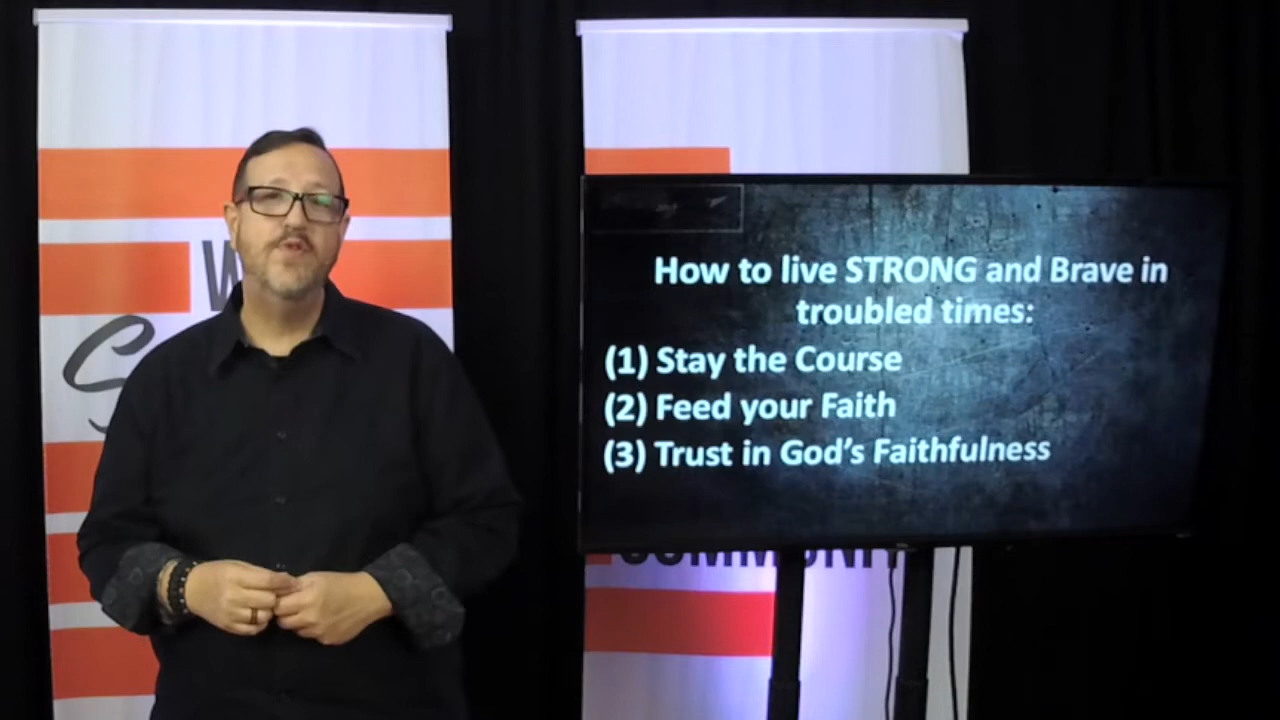 How to live STRONG and Brave in
troubled times:
(1) Stay the Course
(2) Feed your Faith
(3) Trust in God's Faithfulness